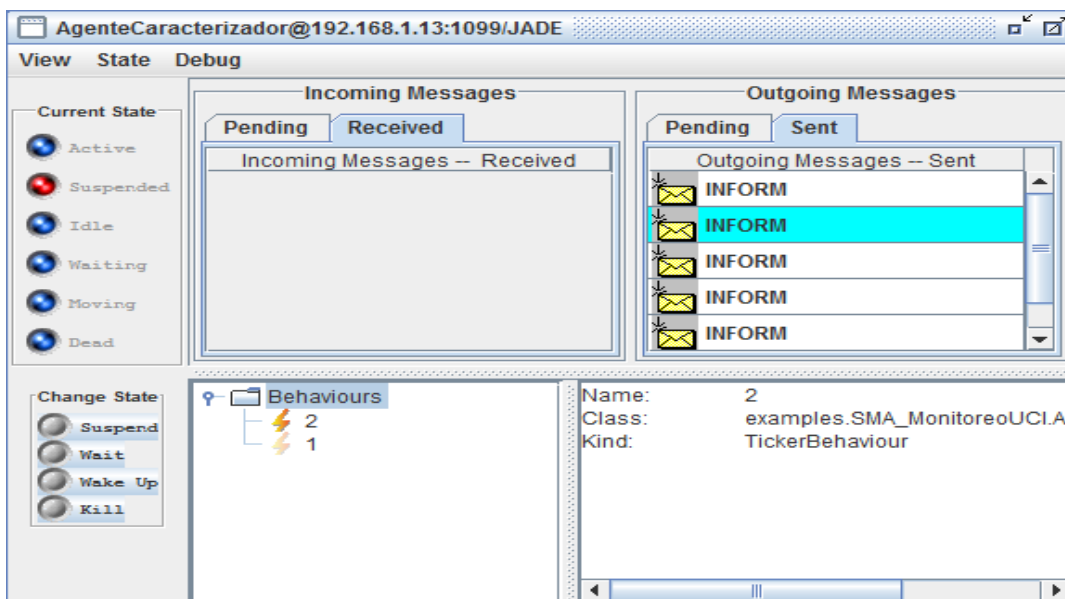 AgenteCaracterizador@192.168.1.13:1099/JADE
View State Debug
Current State
Active
Suspended
Idle
Waiting
Moving
Dead
Incoming Messages
Pending Received
Incoming Messages -- Received
Outgoing Messages
Pending Sent
Outgoing Messages -- Sent
INFORM
INFORM
INFORM
INFORM
INFORM
Change State
Suspend
Wait
Wake Up
Kill
Behaviours
2
1
Name: 2
Class: examples.SMA_MonitoreoUCI.A
Kind: TickerBehaviour